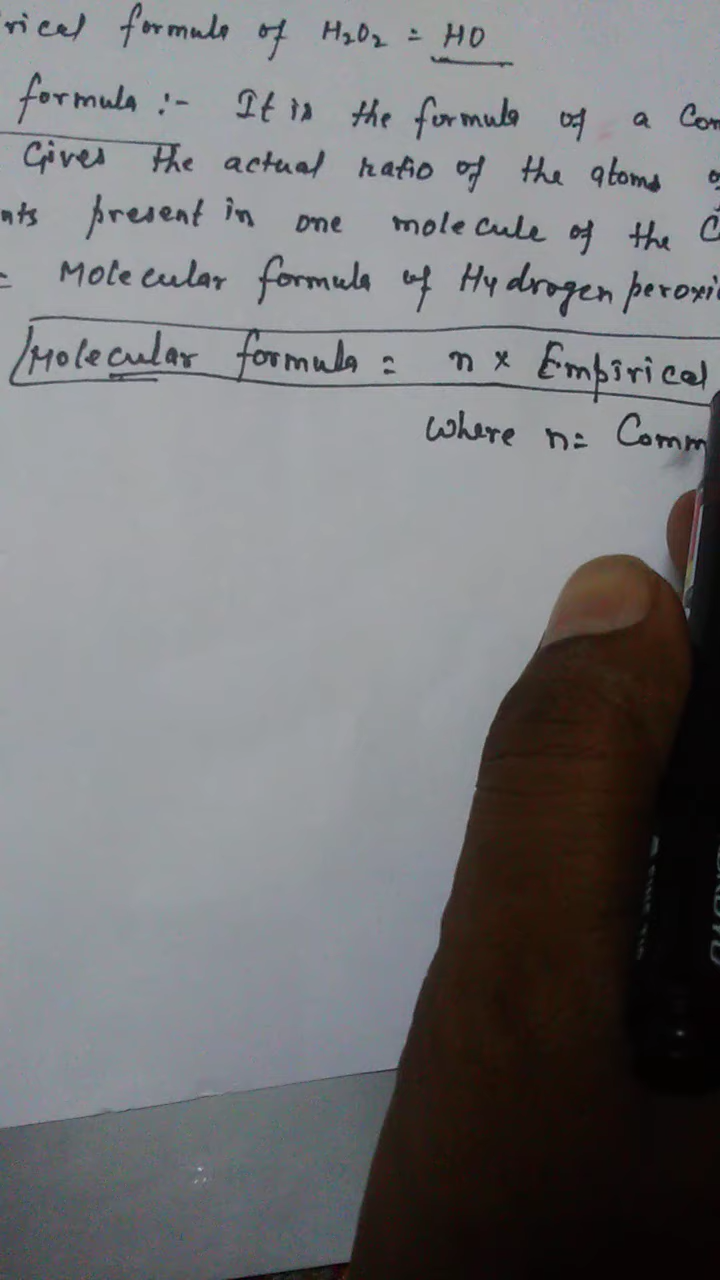 rical formula of H₂O₂ = HO
formula :- It is the formula of a Com
Gives the actual ratio of the atoms o
nts present in one molecule of the C
= Molecular formula of Hydrogen peroxi
Molecular formula = n × Empirical
where n = Comm